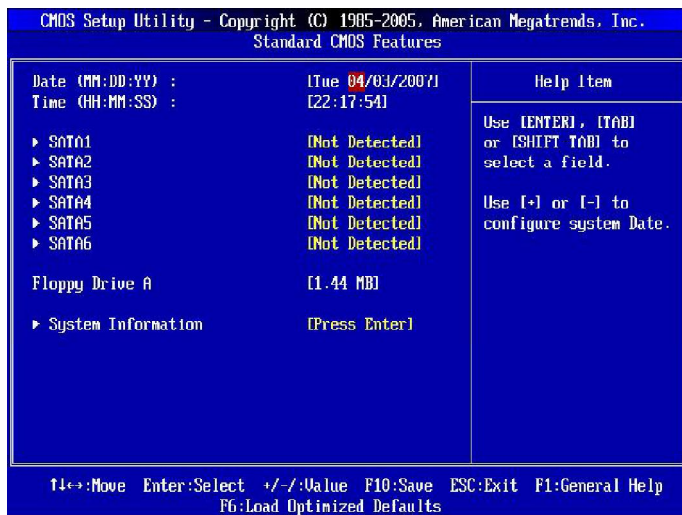 CMOS Setup Utility - Copyright (C) 1985-2005, American Megatrends, Inc.
Standard CMOS Features
Date (MM:DD:YY) : [Tue 04/03/2007]
Time (HH:MM:SS) : [22:17:54]
▶ SATA1 [Not Detected]
▶ SATA2 [Not Detected]
▶ SATA3 [Not Detected]
▶ SATA4 [Not Detected]
▶ SATA5 [Not Detected]
▶ SATA6 [Not Detected]
Floppy Drive A [1.44 MB]
▶ System Information [Press Enter]
Help Item
Use [ENTER], [TAB]
or [SHIFT TAB] to
select a field.
Use [+] or [-] to
configure system Date.
↑↓↔:Move Enter:Select +/-/:Value F10:Save ESC:Exit F1:General Help
F6:Load Optimized Defaults